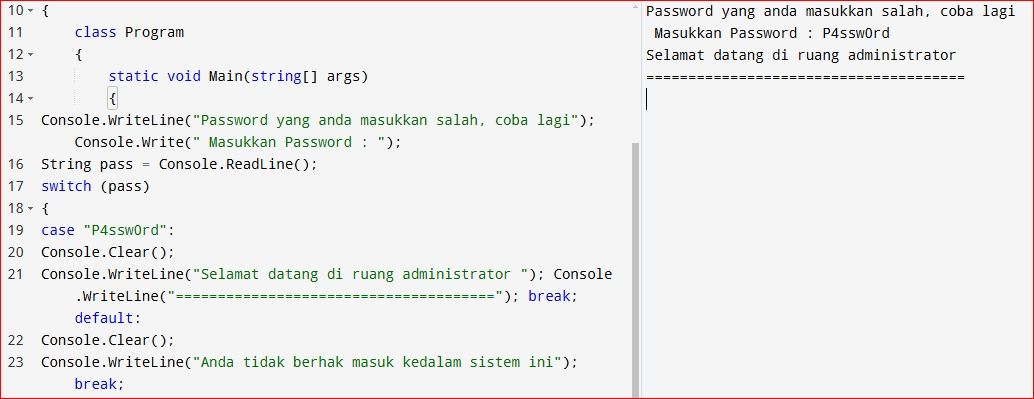 10 {
11 class Program
12 {
13 static void Main(string[] args)
14 {
15 Console.WriteLine("Password yang anda masukkan salah, coba lagi");
Console.Write(" Masukkan Password : ");
16 String pass = Console.ReadLine();
17 switch (pass)
18 {
19 case "P4ssw0rd":
20 Console.Clear();
21 Console.WriteLine("Selamat datang di ruang administrator "); Console
.WriteLine("======================================"); break;
default:
22 Console.Clear();
23 Console.WriteLine("Anda tidak berhak masuk kedalam sistem ini");
break;
Password yang anda masukkan salah, coba lagi
Masukkan Password : P4ssw0rd
Selamat datang di ruang administrator
======================================